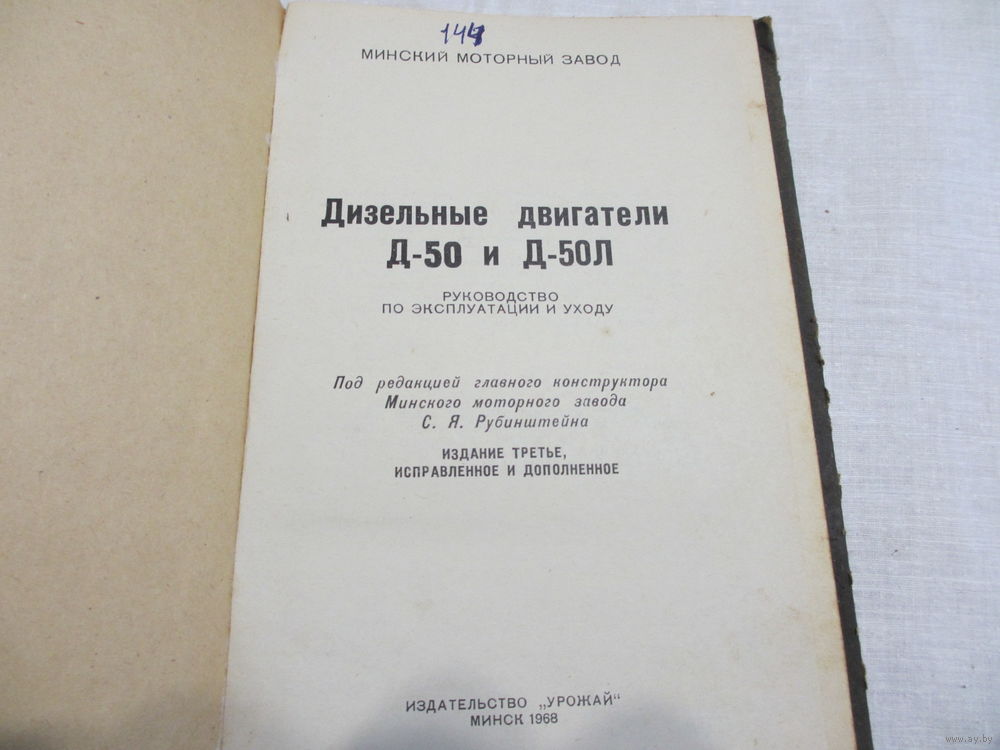 144
МИНСКИЙ МОТОРНЫЙ ЗАВОД
Дизельные двигатели
Д-50 и Д-50Л
РУКОВОДСТВО
ПО ЭКСПЛУАТАЦИИ И УХОДУ
Под редакцией главного конструктора
Минского моторного завода
С. Я. Рубинштейна
ИЗДАНИЕ ТРЕТЬЕ,
ИСПРАВЛЕННОЕ И ДОПОЛНЕННОЕ
ИЗДАТЕЛЬСТВО „УРОЖАЙ“
МИНСК 1968
www.ay.by